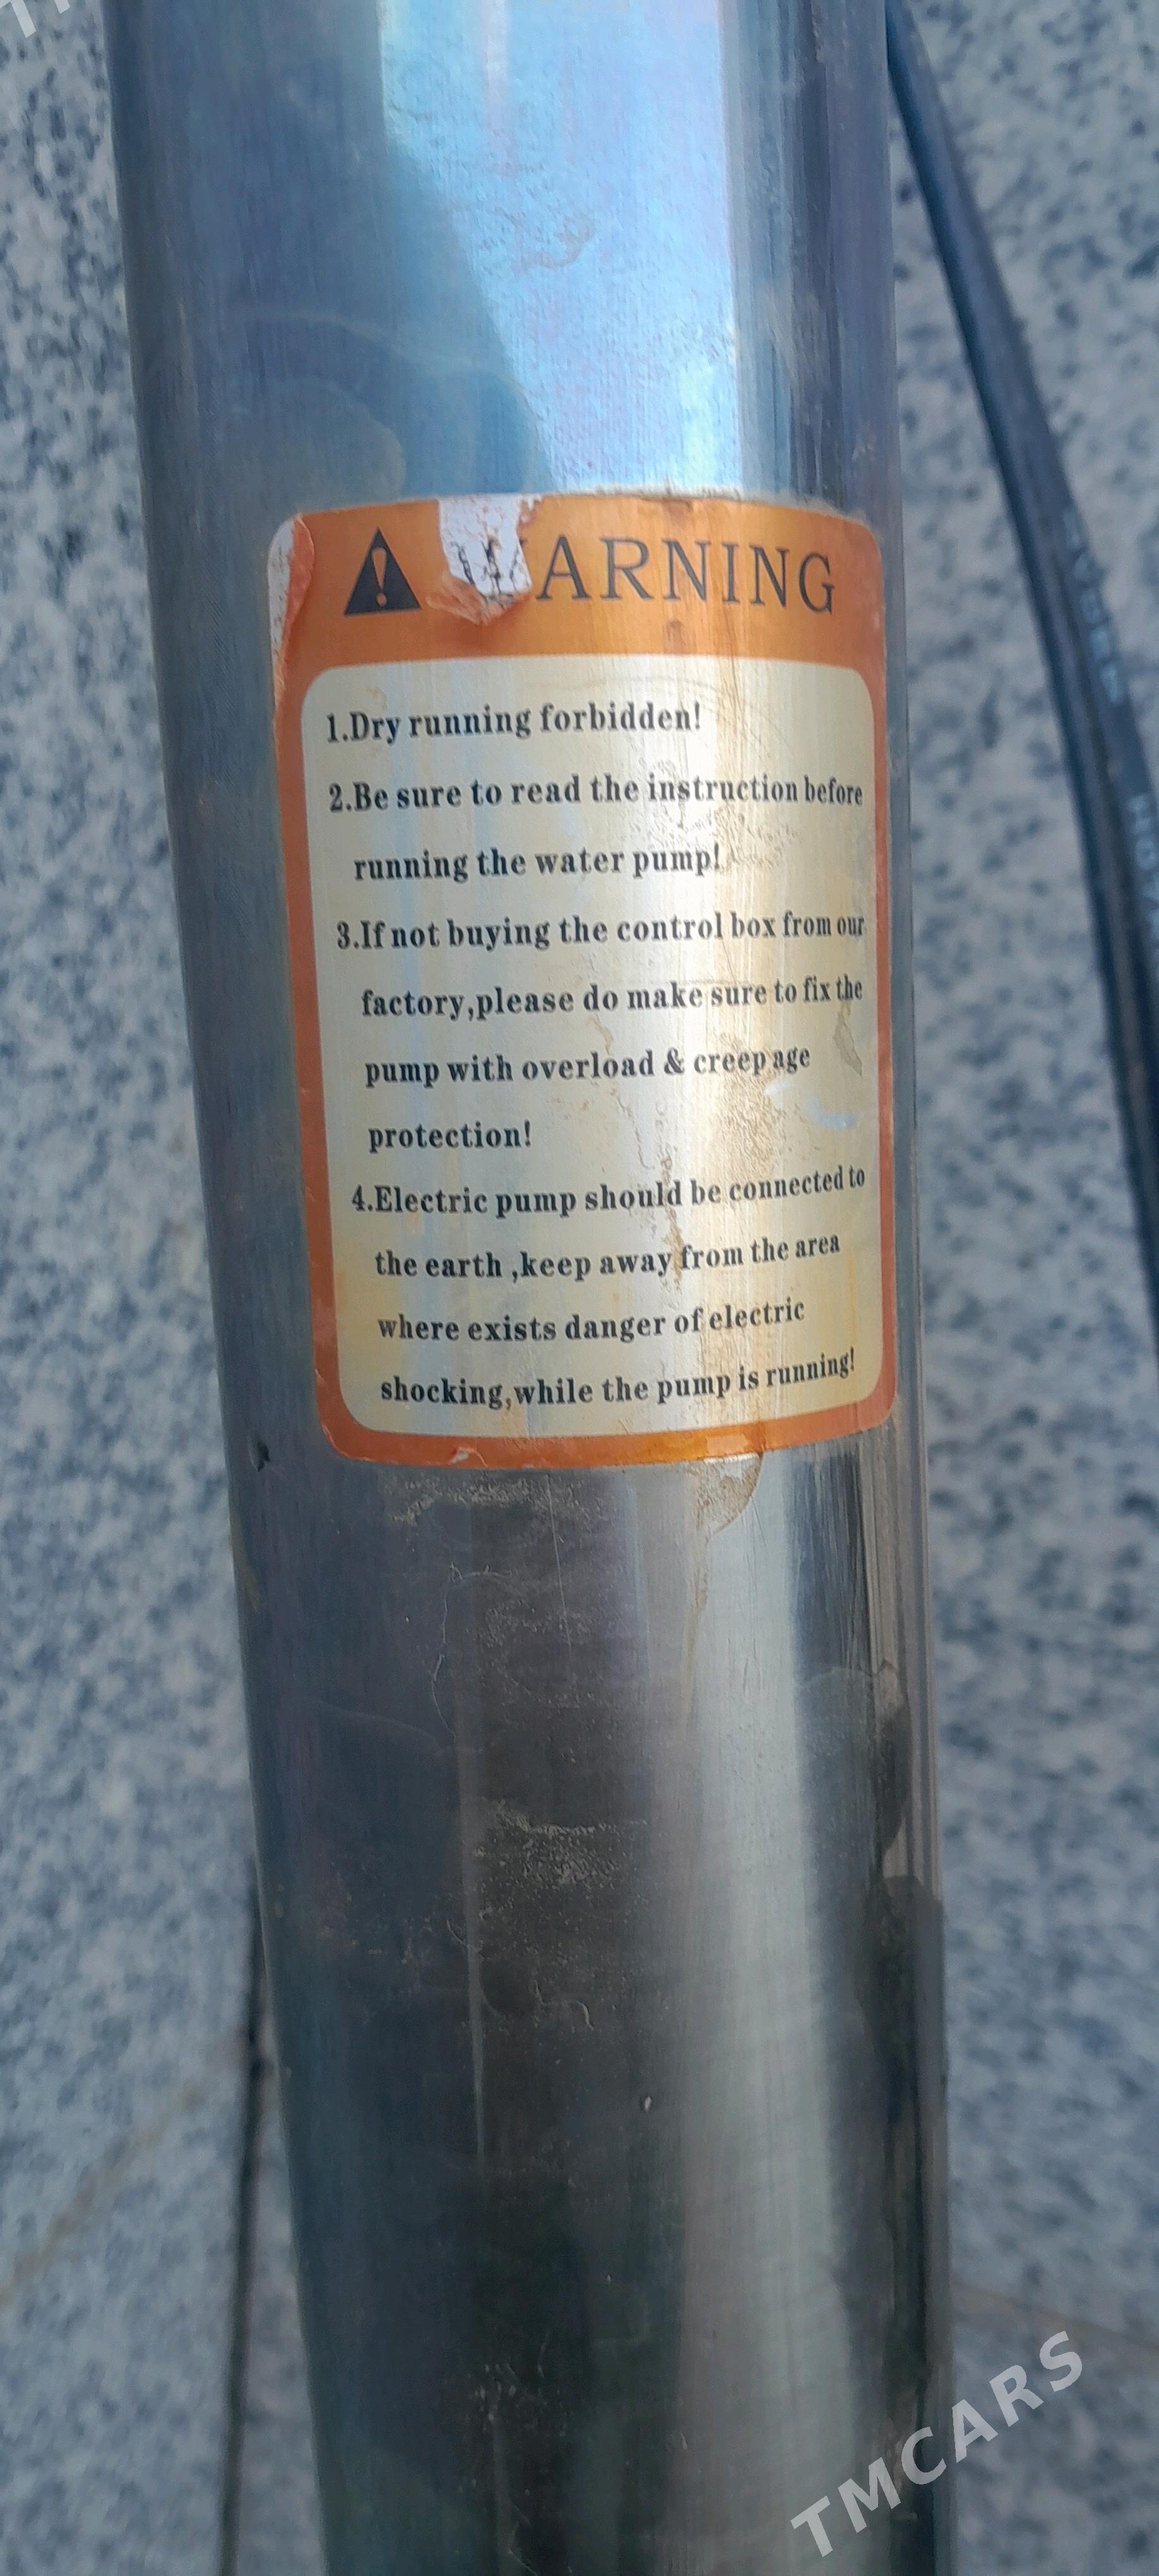 WARNING
1.Dry running forbidden!
2.Be sure to read the instruction before
running the water pump!
3.If not buying the control box from our
factory,please do make sure to fix the
pump with overload & creepage
protection!
4.Electric pump should be connected to
the earth ,keep away from the area
where exists danger of electric
shocking,while the pump is running!
TMCARS